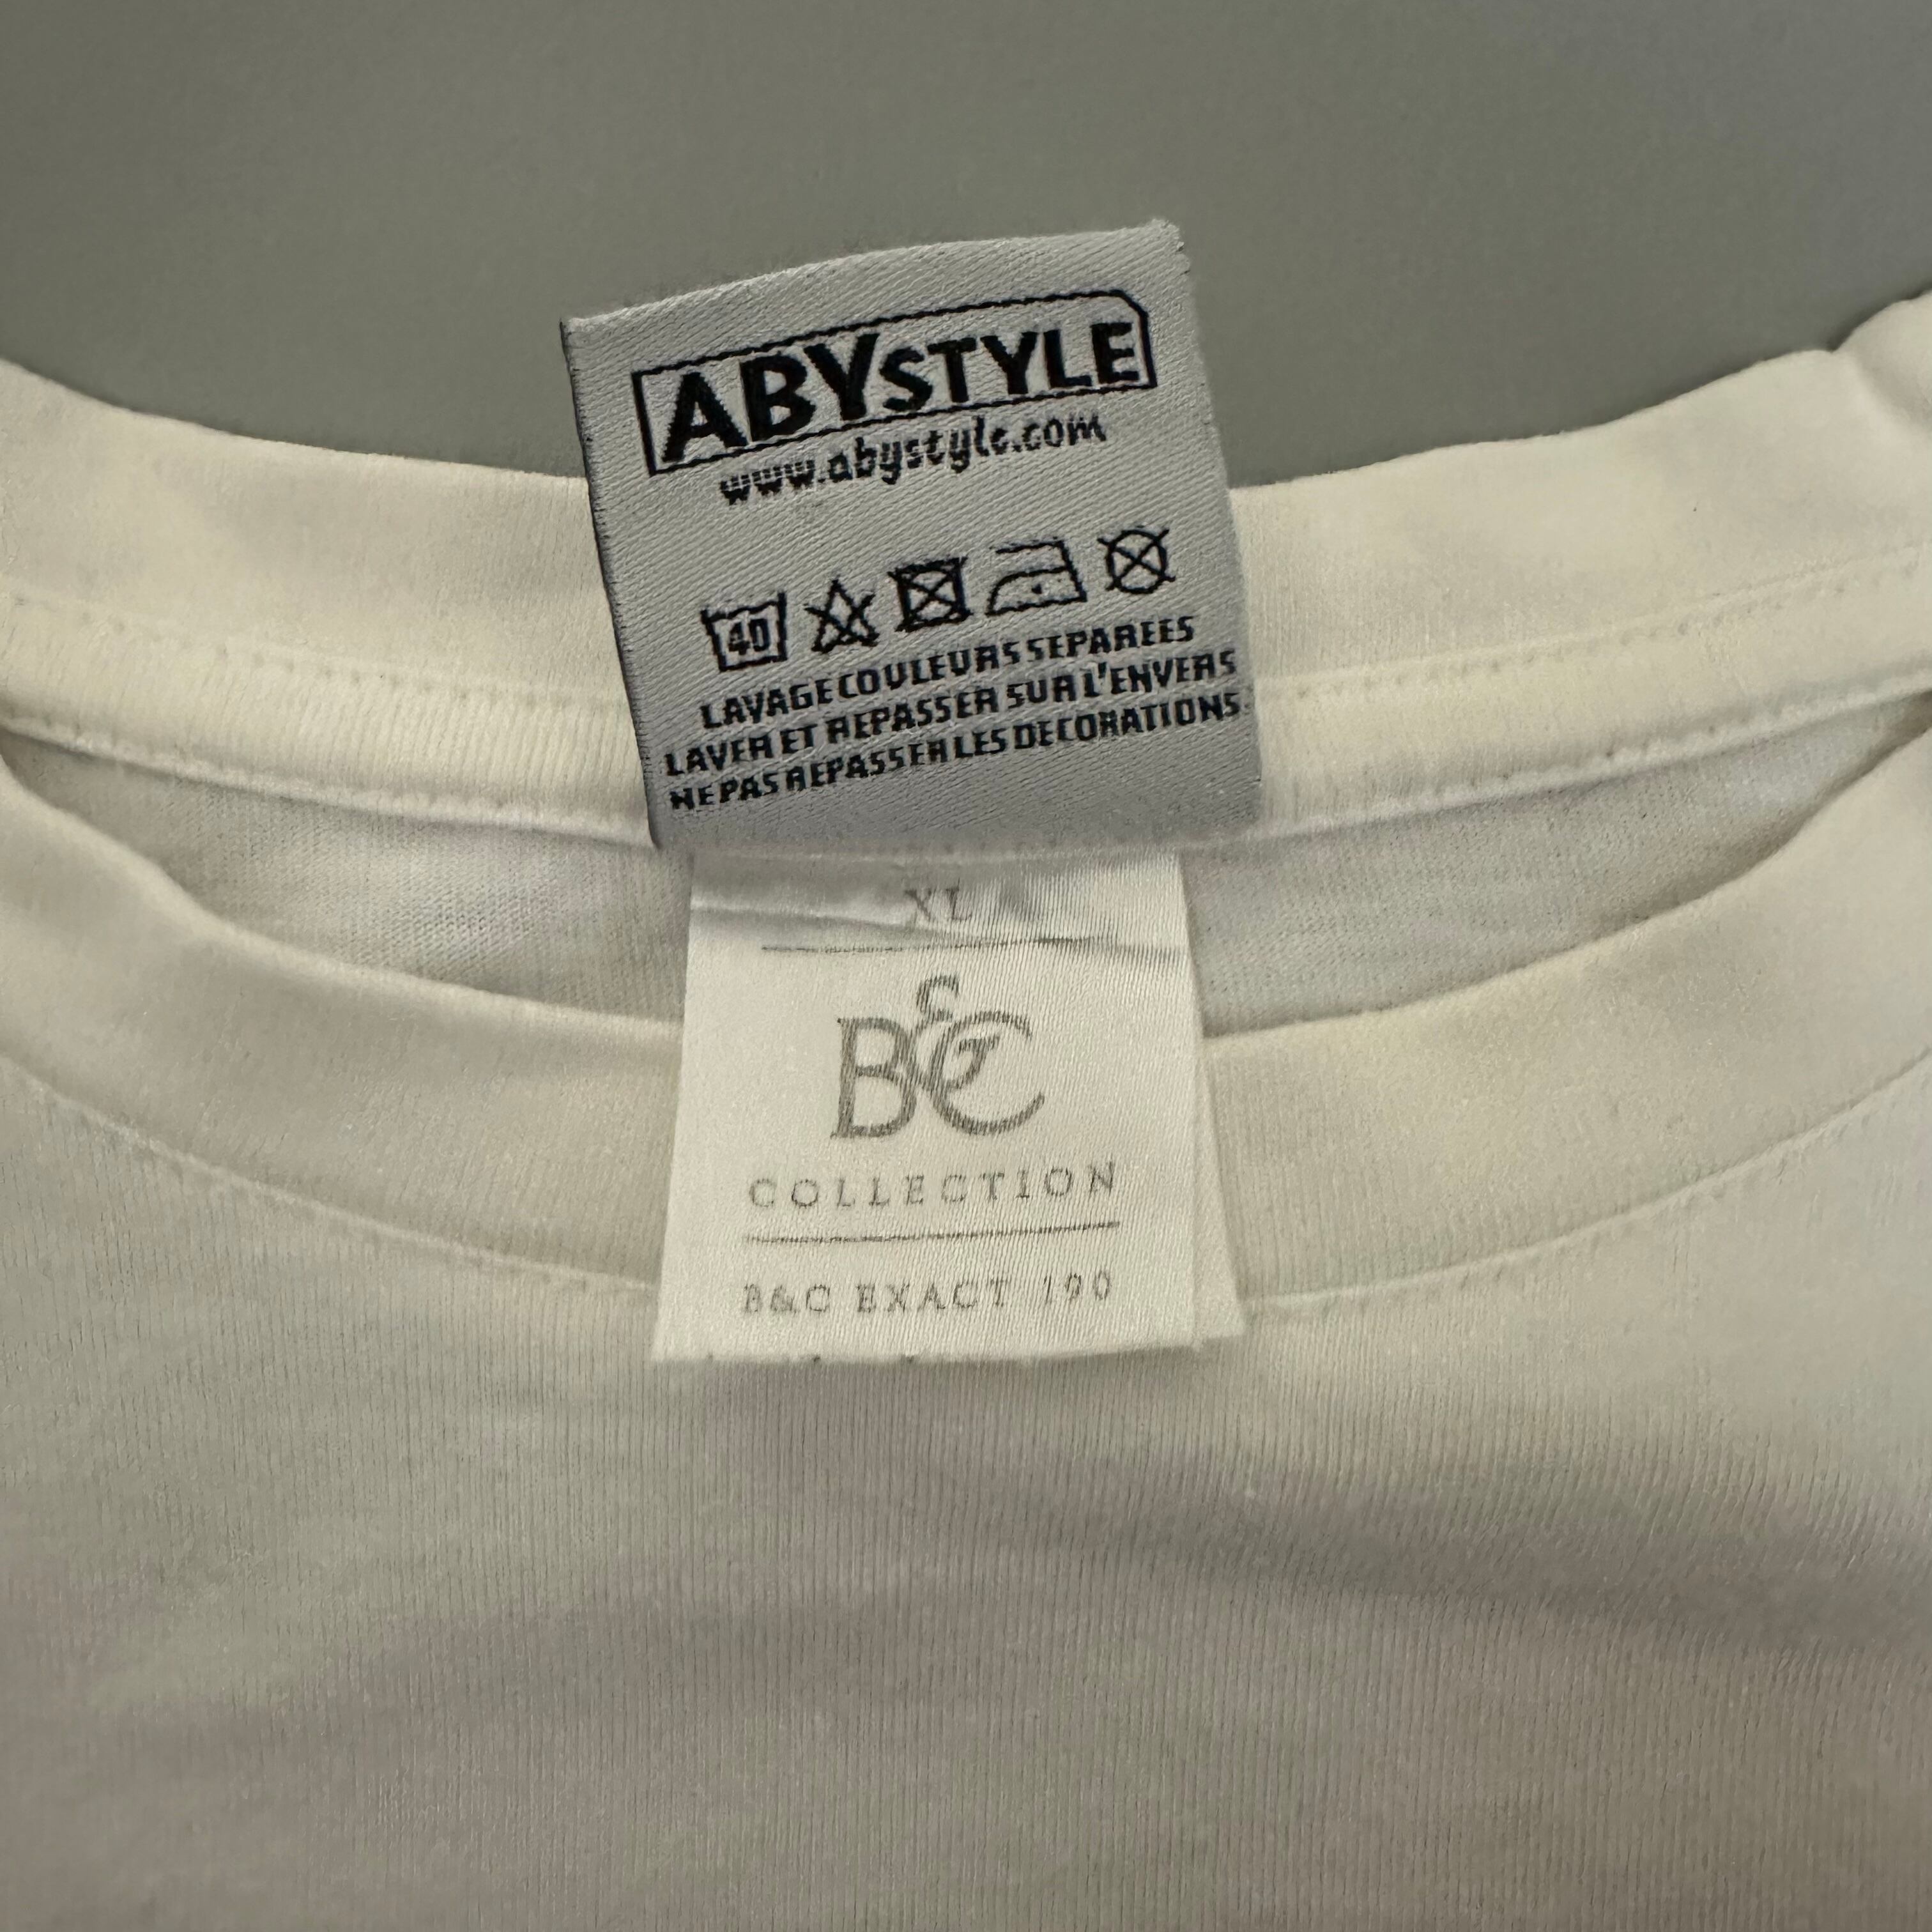 ABYSTYLE
www.abystyle.com
40
LAVAGE COULEURS SEPAREES
LAVER ET REPASSER SUR L'ENVERS
NE PAS REPASSER LES DECORATIONS
XL
B&C
COLLECTION
B&C EXACT 190